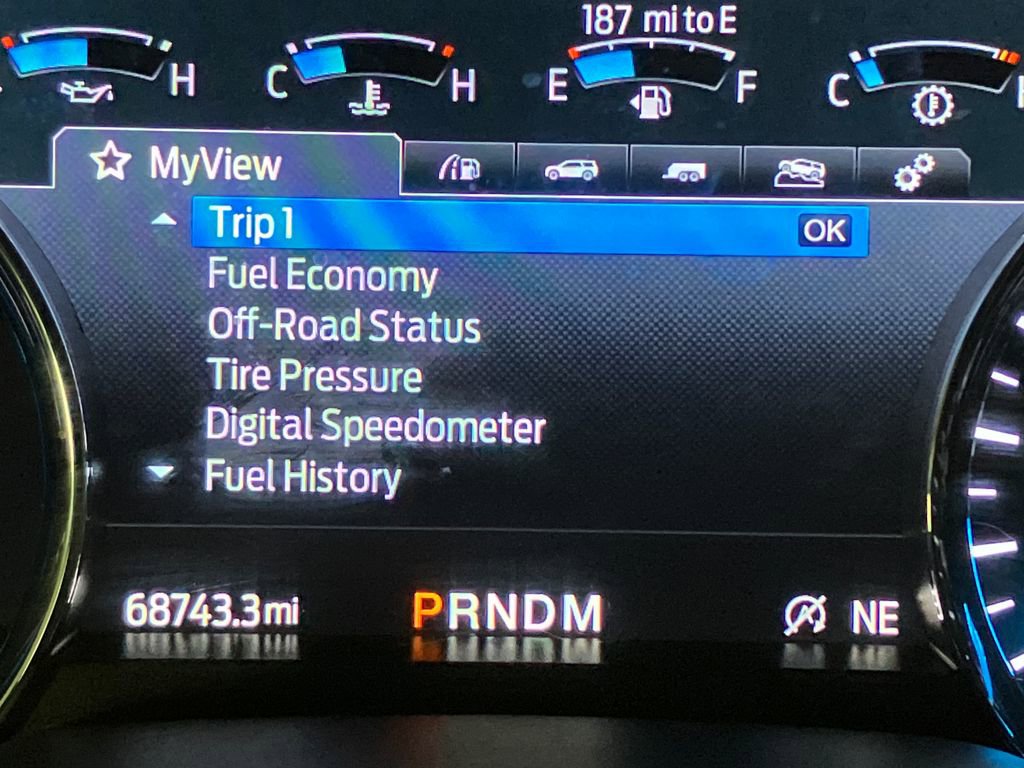 187 mi to E
H
C H
E F
C
MyView
Trip 1 OK
Fuel Economy
Off-Road Status
Tire Pressure
Digital Speedometer
Fuel History
68743.3mi PRNDM NE